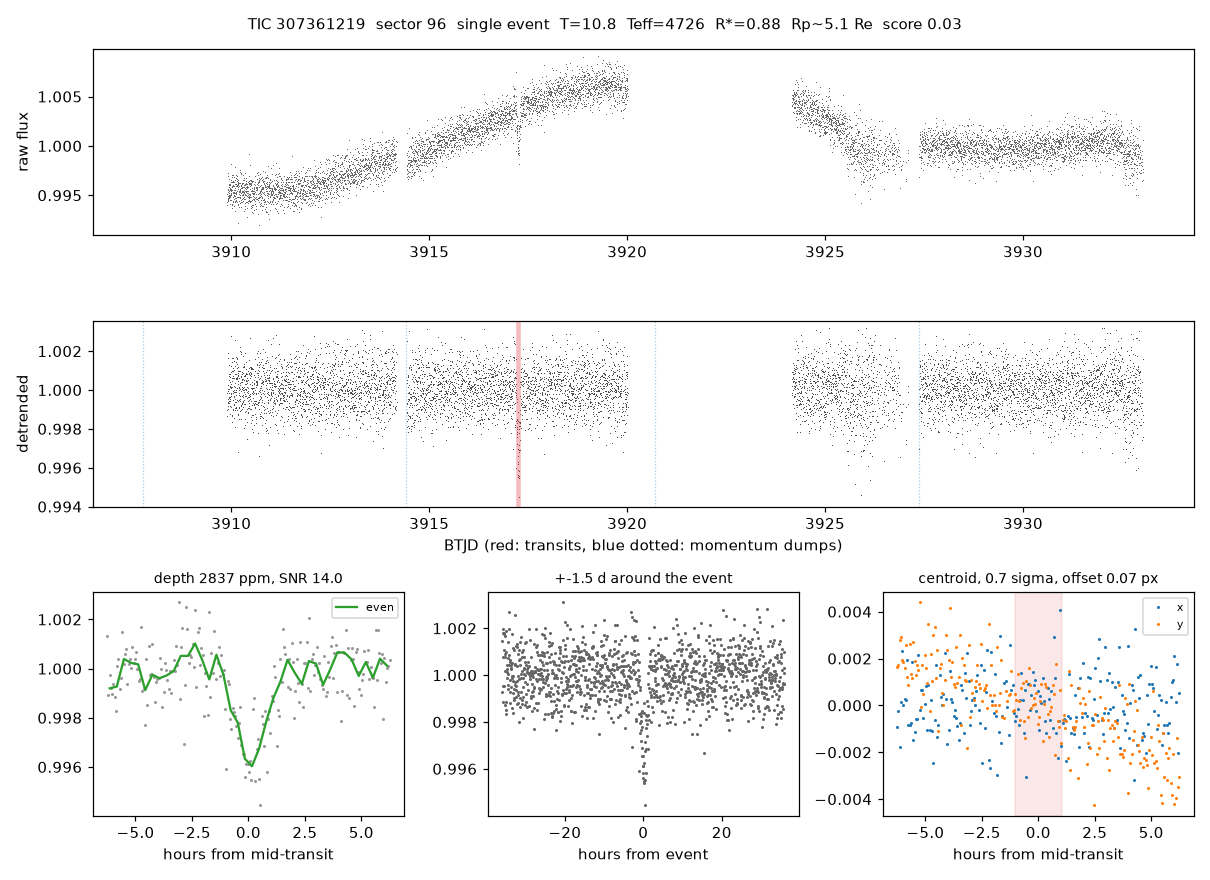 TIC 307361219  sector 96  single event  T=10.8  Teff=4726  R*=0.88  Rp~5.1 Re  score 0.03
raw flux
1.005
1.000
0.995
3910 3915 3920 3925 3930
detrended
1.002
1.000
0.998
0.996
0.994
3910 3915 3920 3925 3930
BTJD (red: transits, blue dotted: momentum dumps)
depth 2837 ppm, SNR 14.0
even
1.002
1.000
0.998
0.996
−5.0 −2.5 0.0 2.5 5.0
hours from mid-transit
+-1.5 d around the event
1.002
1.000
0.998
0.996
−20 0 20
hours from event
centroid, 0.7 sigma, offset 0.07 px
x
y
0.004
0.002
0.000
−0.002
−0.004
−5.0 −2.5 0.0 2.5 5.0
hours from mid-transit